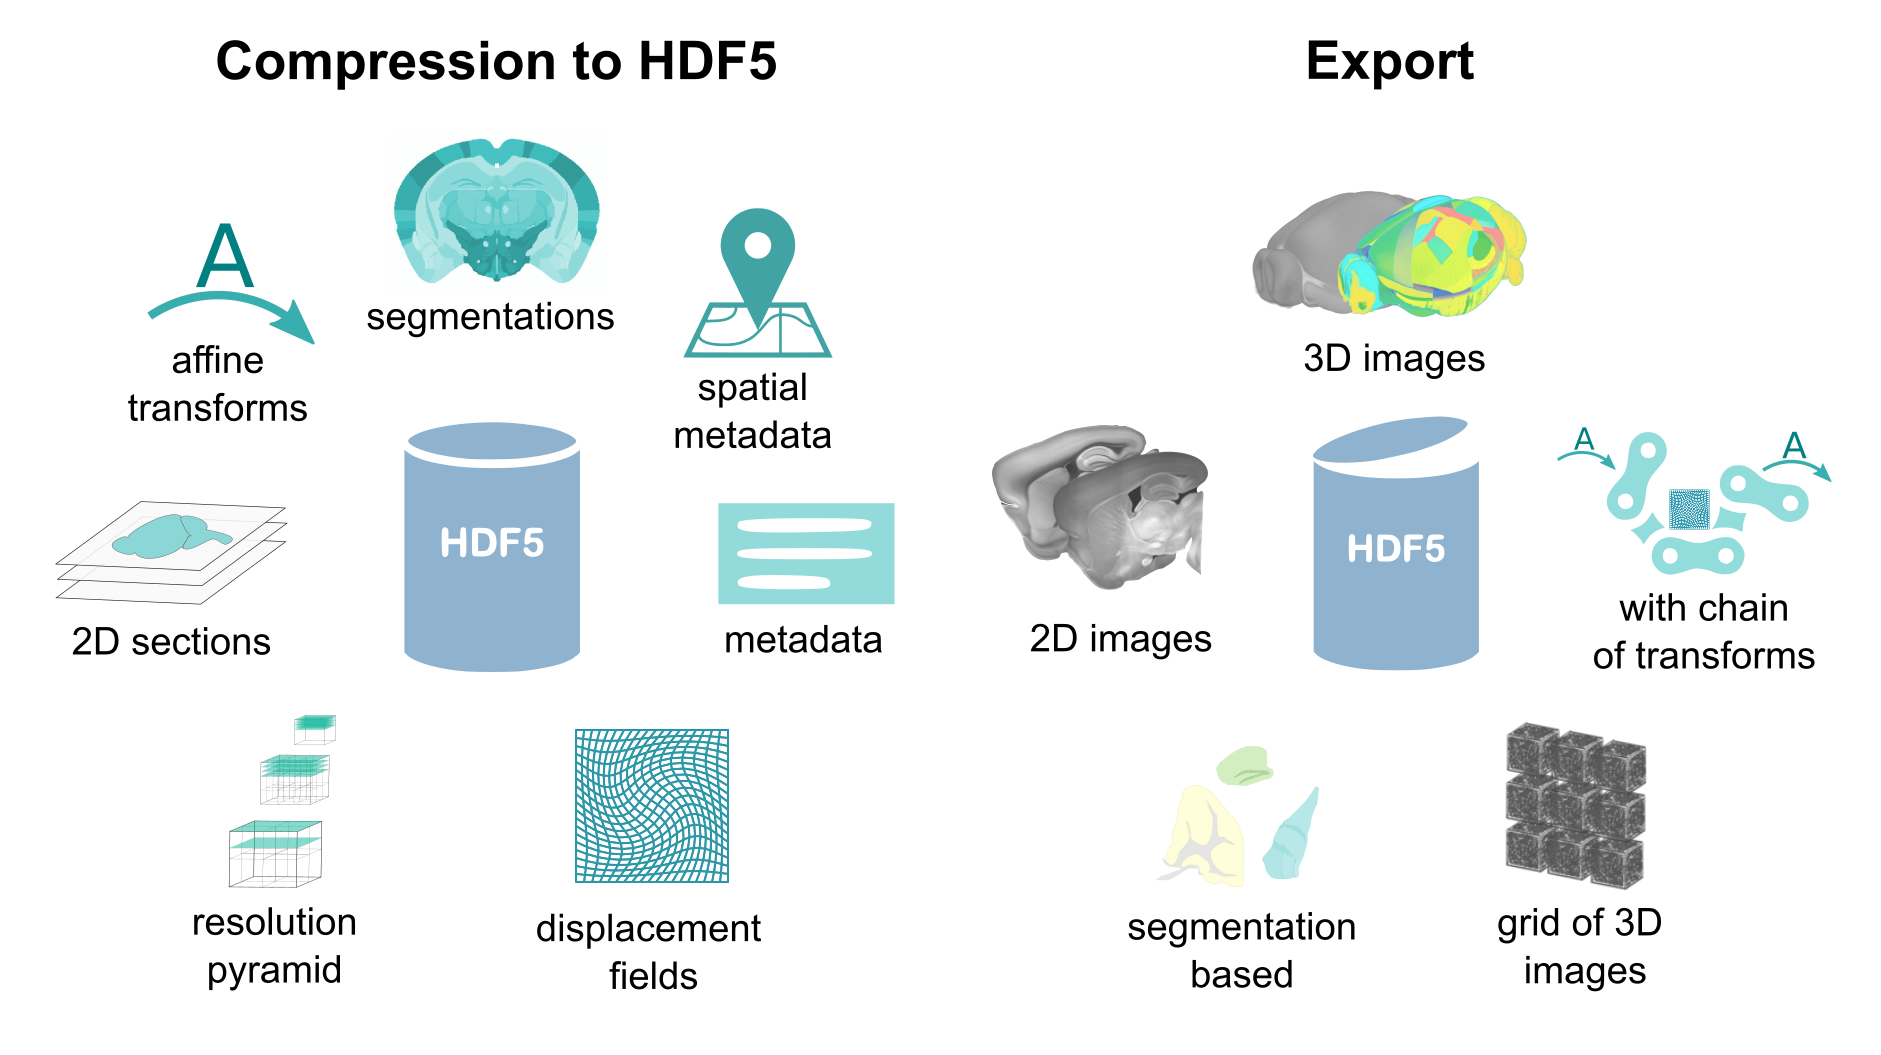 Compression to HDF5
A
segmentations
affine
transforms
spatial
metadata
HDF5
2D sections
metadata
resolution
pyramid
displacement
fields
Export
3D images
2D images
HDF5
A
A
with chain
of transforms
segmentation
based
grid of 3D
images